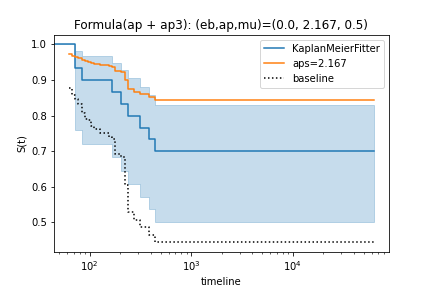 Formula(ap + ap3): (eb,ap,mu)=(0.0, 2.167, 0.5)
KaplanMeierFitter
aps=2.167
baseline
S(t)
1.0
0.9
0.8
0.7
0.6
0.5
10²
10³
10⁴
timeline